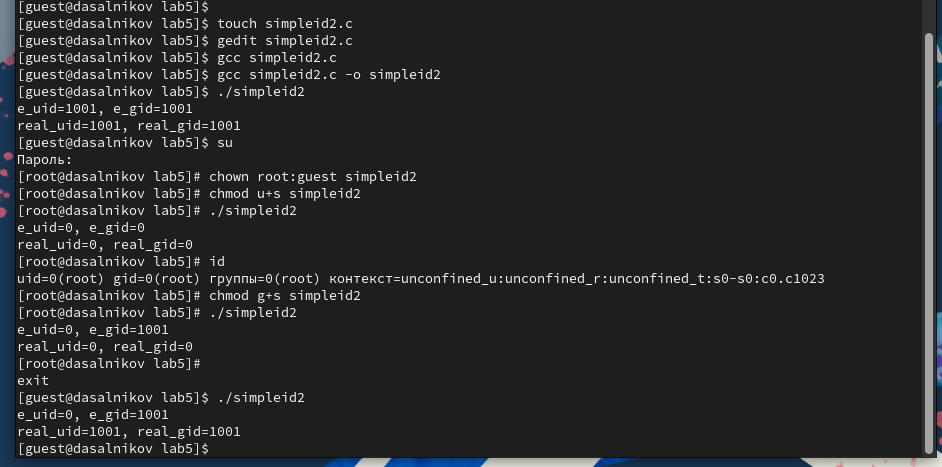 [guest@dasalnikov lab5]$
[guest@dasalnikov lab5]$ touch simpleid2.c
[guest@dasalnikov lab5]$ gedit simpleid2.c
[guest@dasalnikov lab5]$ gcc simpleid2.c
[guest@dasalnikov lab5]$ gcc simpleid2.c -o simpleid2
[guest@dasalnikov lab5]$ ./simpleid2
e_uid=1001, e_gid=1001
real_uid=1001, real_gid=1001
[guest@dasalnikov lab5]$ su
Пароль:
[root@dasalnikov lab5]# chown root:guest simpleid2
[root@dasalnikov lab5]# chmod u+s simpleid2
[root@dasalnikov lab5]# ./simpleid2
e_uid=0, e_gid=0
real_uid=0, real_gid=0
[root@dasalnikov lab5]# id
uid=0(root) gid=0(root) группы=0(root) контекст=unconfined_u:unconfined_r:unconfined_t:s0-s0:c0.c1023
[root@dasalnikov lab5]# chmod g+s simpleid2
[root@dasalnikov lab5]# ./simpleid2
e_uid=0, e_gid=1001
real_uid=0, real_gid=0
[root@dasalnikov lab5]#
exit
[guest@dasalnikov lab5]$ ./simpleid2
e_uid=0, e_gid=1001
real_uid=1001, real_gid=1001
[guest@dasalnikov lab5]$